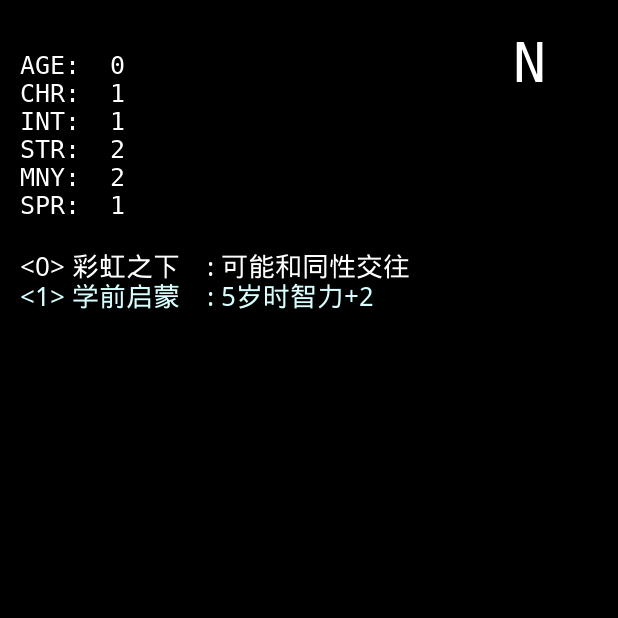 N
AGE: 0
CHR: 1
INT: 1
STR: 2
MNY: 2
SPR: 1
<0> 彩虹之下 : 可能和同性交往
<1> 学前启蒙 : 5岁时智力+2